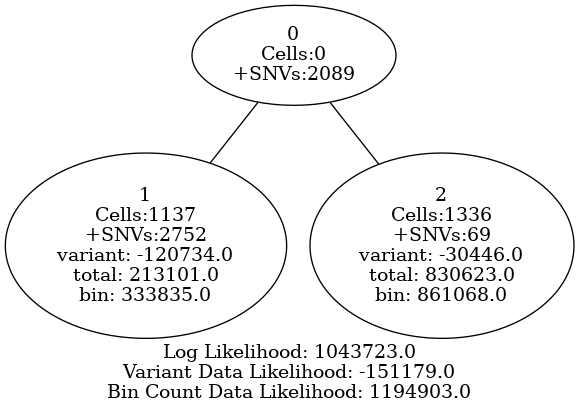 0
Cells:0
+SNVs:2089
1
Cells:1137
+SNVs:2752
variant: -120734.0
total: 213101.0
bin: 333835.0
2
Cells:1336
+SNVs:69
variant: -30446.0
total: 830623.0
bin: 861068.0
Log Likelihood: 1043723.0
Variant Data Likelihood: -151179.0
Bin Count Data Likelihood: 1194903.0